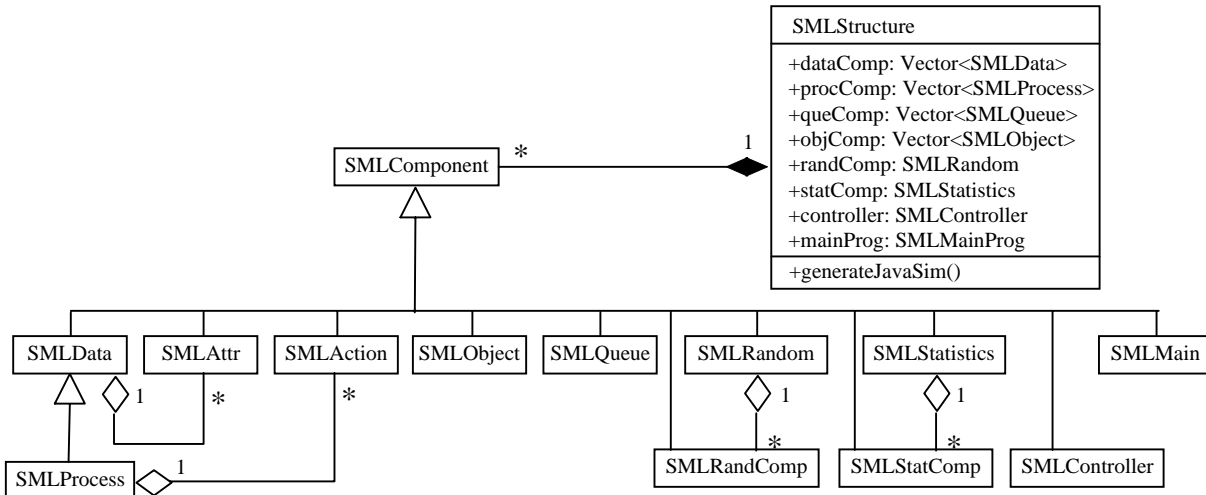 SMLStructure
+dataComp: Vector<SMLData>
+procComp: Vector<SMLProcess>
+queComp: Vector<SMLQueue>
+objComp: Vector<SMLObject>
+randComp: SMLRandom
+statComp: SMLStatistics
+controller: SMLController
+mainProg: SMLMainProg
+generateJavaSim()
1
*
SMLComponent
SMLData
SMLAttr
SMLAction
SMLObject
SMLQueue
SMLRandom
SMLStatistics
SMLMain
1
*
*
1
1
*
*
1
SMLProcess
SMLRandComp
SMLStatComp
SMLController